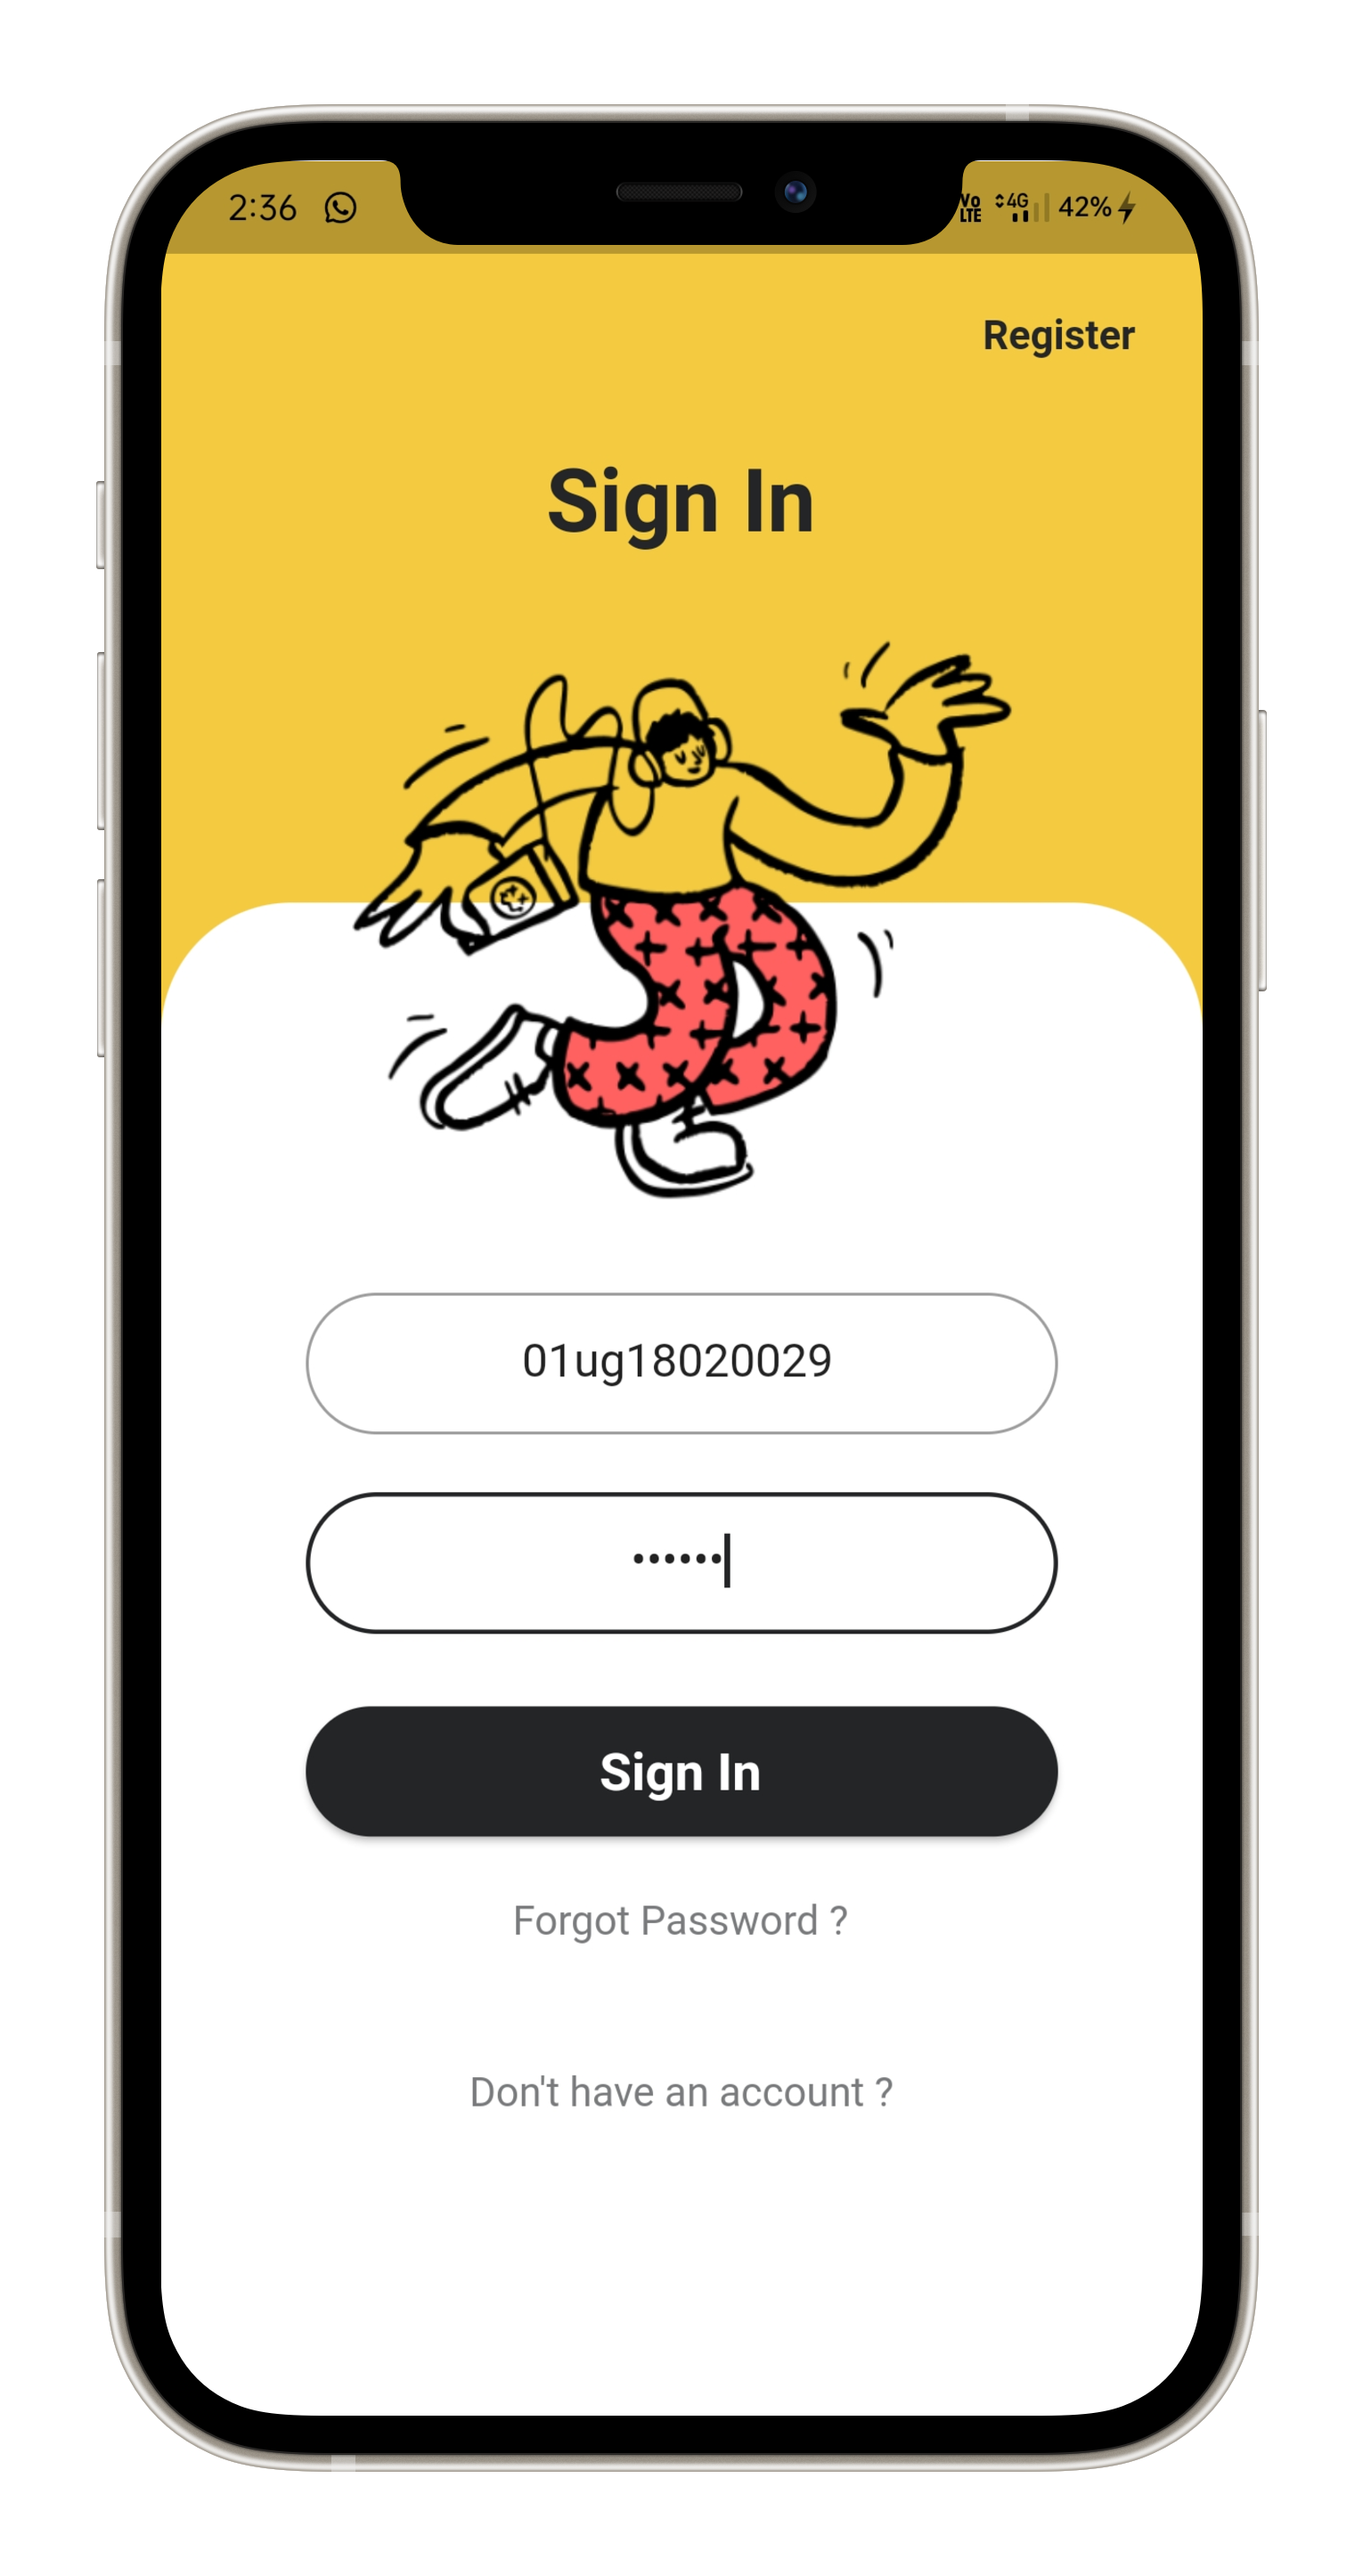 2:36
Vo LTE 4G 42%
Register
Sign In
01ug18020029
••••••
Sign In
Forgot Password ?
Don't have an account ?